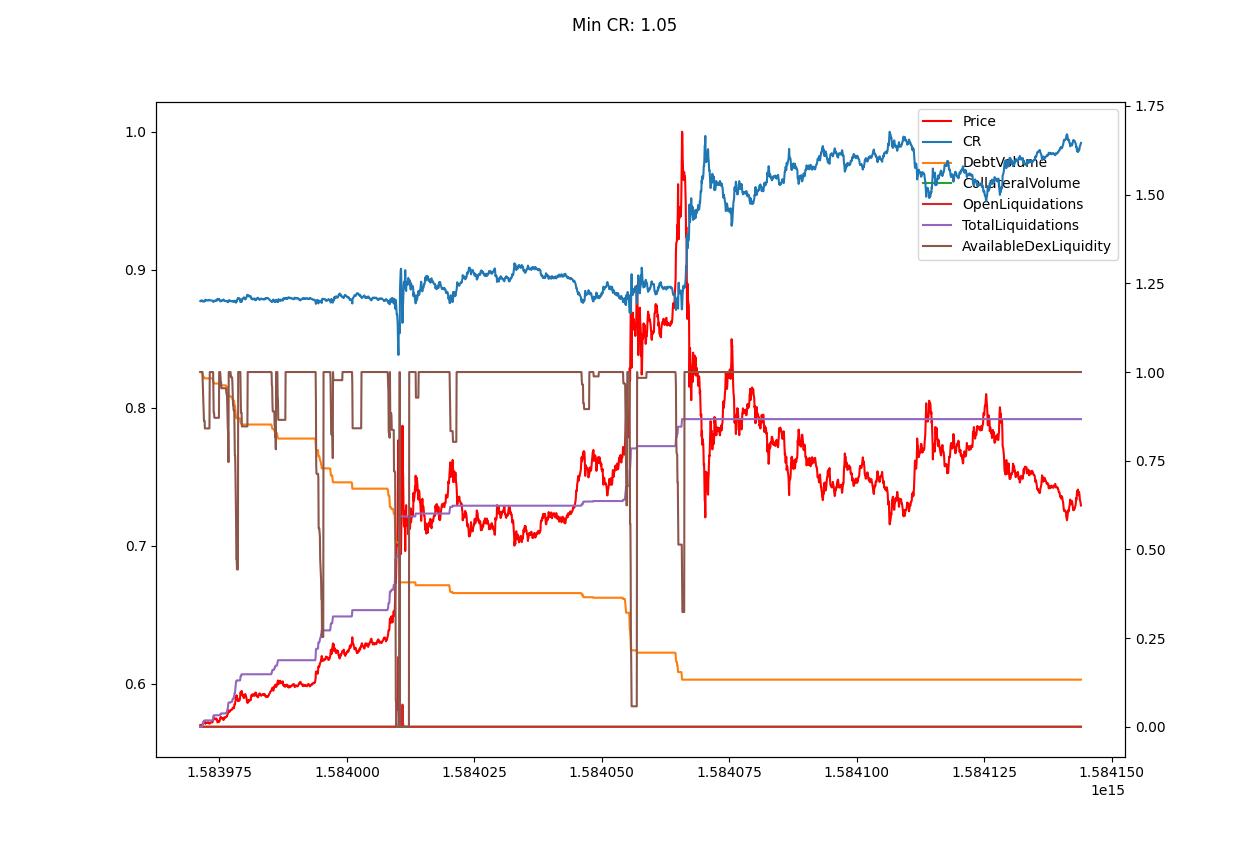 Min CR: 1.05
1.0
0.9
0.8
0.7
0.6
1.75
1.50
1.25
1.00
0.75
0.50
0.25
0.00
Price
CR
DebtVolume
CollateralVolume
OpenLiquidations
TotalLiquidations
AvailableDexLiquidity
1.583975 1.584000 1.584025 1.584050 1.584075 1.584100 1.584125 1.584150
1e15